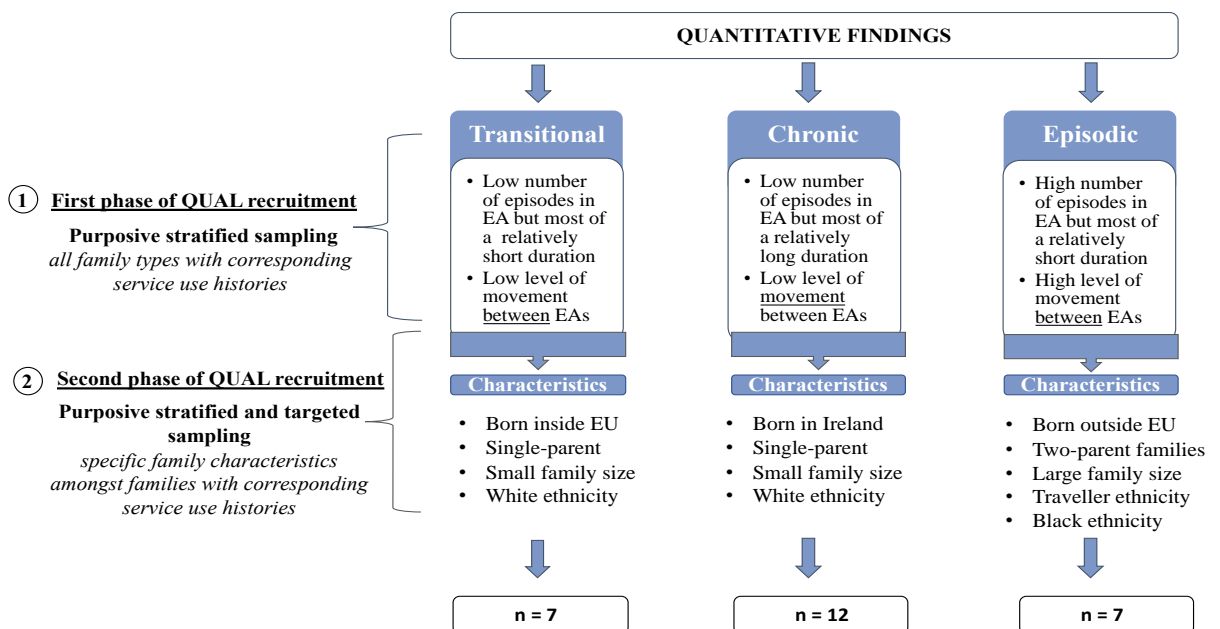 QUANTITATIVE FINDINGS
1
First phase of QUAL recruitment
Purposive stratified sampling
all family types with corresponding
service use histories
2
Second phase of QUAL recruitment
Purposive stratified and targeted
sampling
specific family characteristics
amongst families with corresponding
service use histories
Transitional
• Low number
of episodes in
EA but most of
a relatively
short duration
• Low level of
movement
between EAs
Characteristics
• Born inside EU
• Single-parent
• Small family size
• White ethnicity
n = 7
Chronic
• Low number
of episodes in
EA but most of
a relatively
long duration
• Low level of
movement
between EAs
Characteristics
• Born in Ireland
• Single-parent
• Small family size
• White ethnicity
n = 12
Episodic
• High number
of episodes in
EA but most of
a relatively
short duration
• High level of
movement
between EAs
Characteristics
• Born outside EU
• Two-parent families
• Large family size
• Traveller ethnicity
• Black ethnicity
n = 7